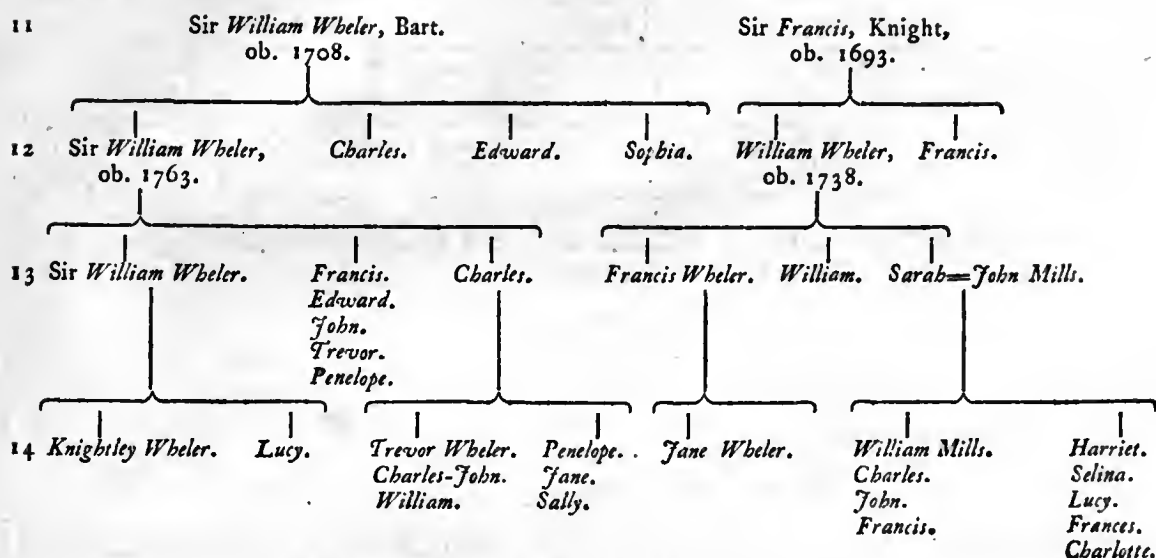 11 Sir William Wheler, Bart. Sir Francis, Knight,
ob. 1708. ob. 1693.
12 Sir William Wheler, Charles. Edward. Sophia. William Wheler, Francis.
ob. 1763. ob. 1738.
13 Sir William Wheler. Francis. Charles. Francis Wheler. William. Sarah=John Mills.
Edward.
John.
Trevor.
Penelope.
14 Knightley Wheler. Lucy. Trevor Wheler. Penelope. Jane Wheler. William Mills. Harriet.
Charles-John. Jane. Charles. Selina.
William. Sally. John. Lucy.
Francis. Frances.
Charlotte.